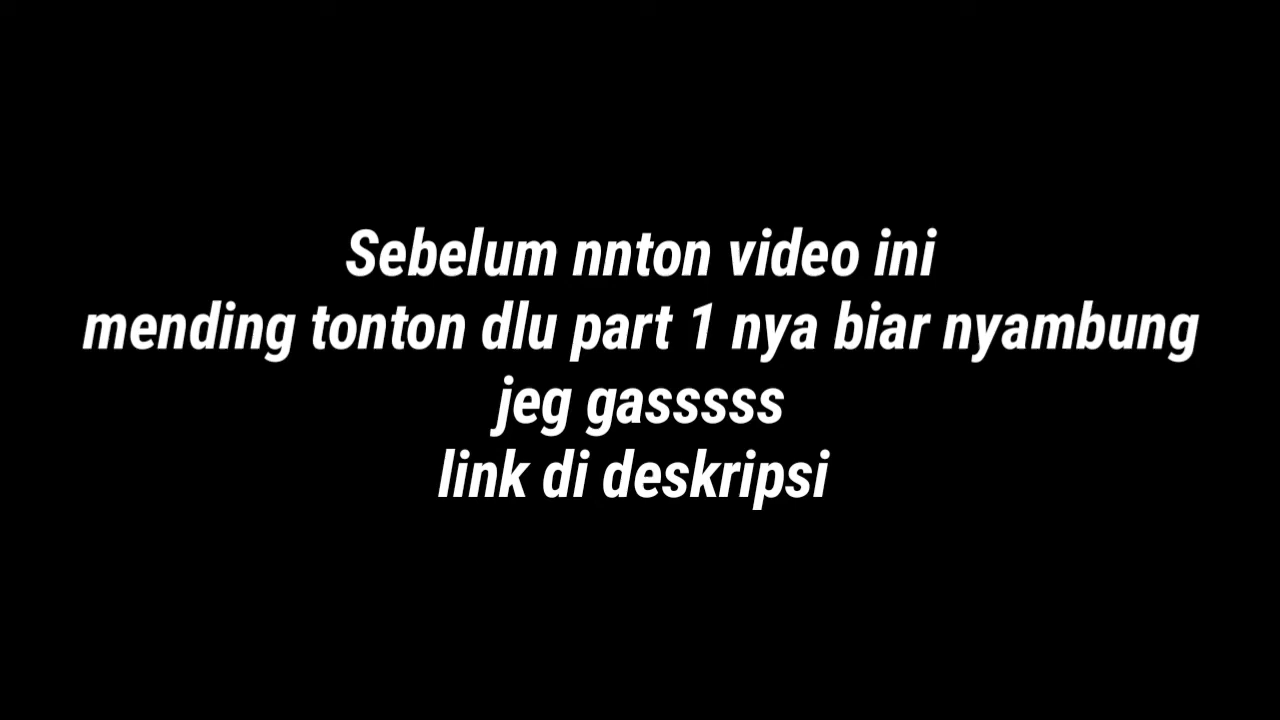 Sebelum nnton video ini
mending tonton dlu part 1 nya biar nyambung
jeg gasssss
link di deskripsi